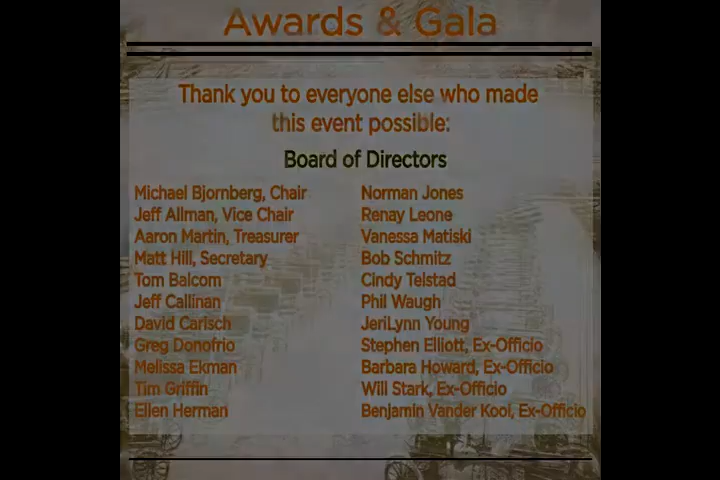 Awards & Gala
Thank you to everyone else who made
this event possible:
Board of Directors
Michael Bjornberg, Chair
Jeff Allman, Vice Chair
Aaron Martin, Treasurer
Matt Hill, Secretary
Tom Balcom
Jeff Callinan
David Carlsch
Greg Donofrio
Melissa Ekman
Tim Griffin
Ellen Herman
Norman Jones
Renay Leone
Vanessa Matiski
Bob Schmitz
Cindy Telstad
Phil Waugh
JeriLynn Young
Stephen Elliott, Ex-Officio
Barbara Howard, Ex-Officio
Will Stark, Ex-Officio
Benjamin Vander Kooi, Ex-Officio